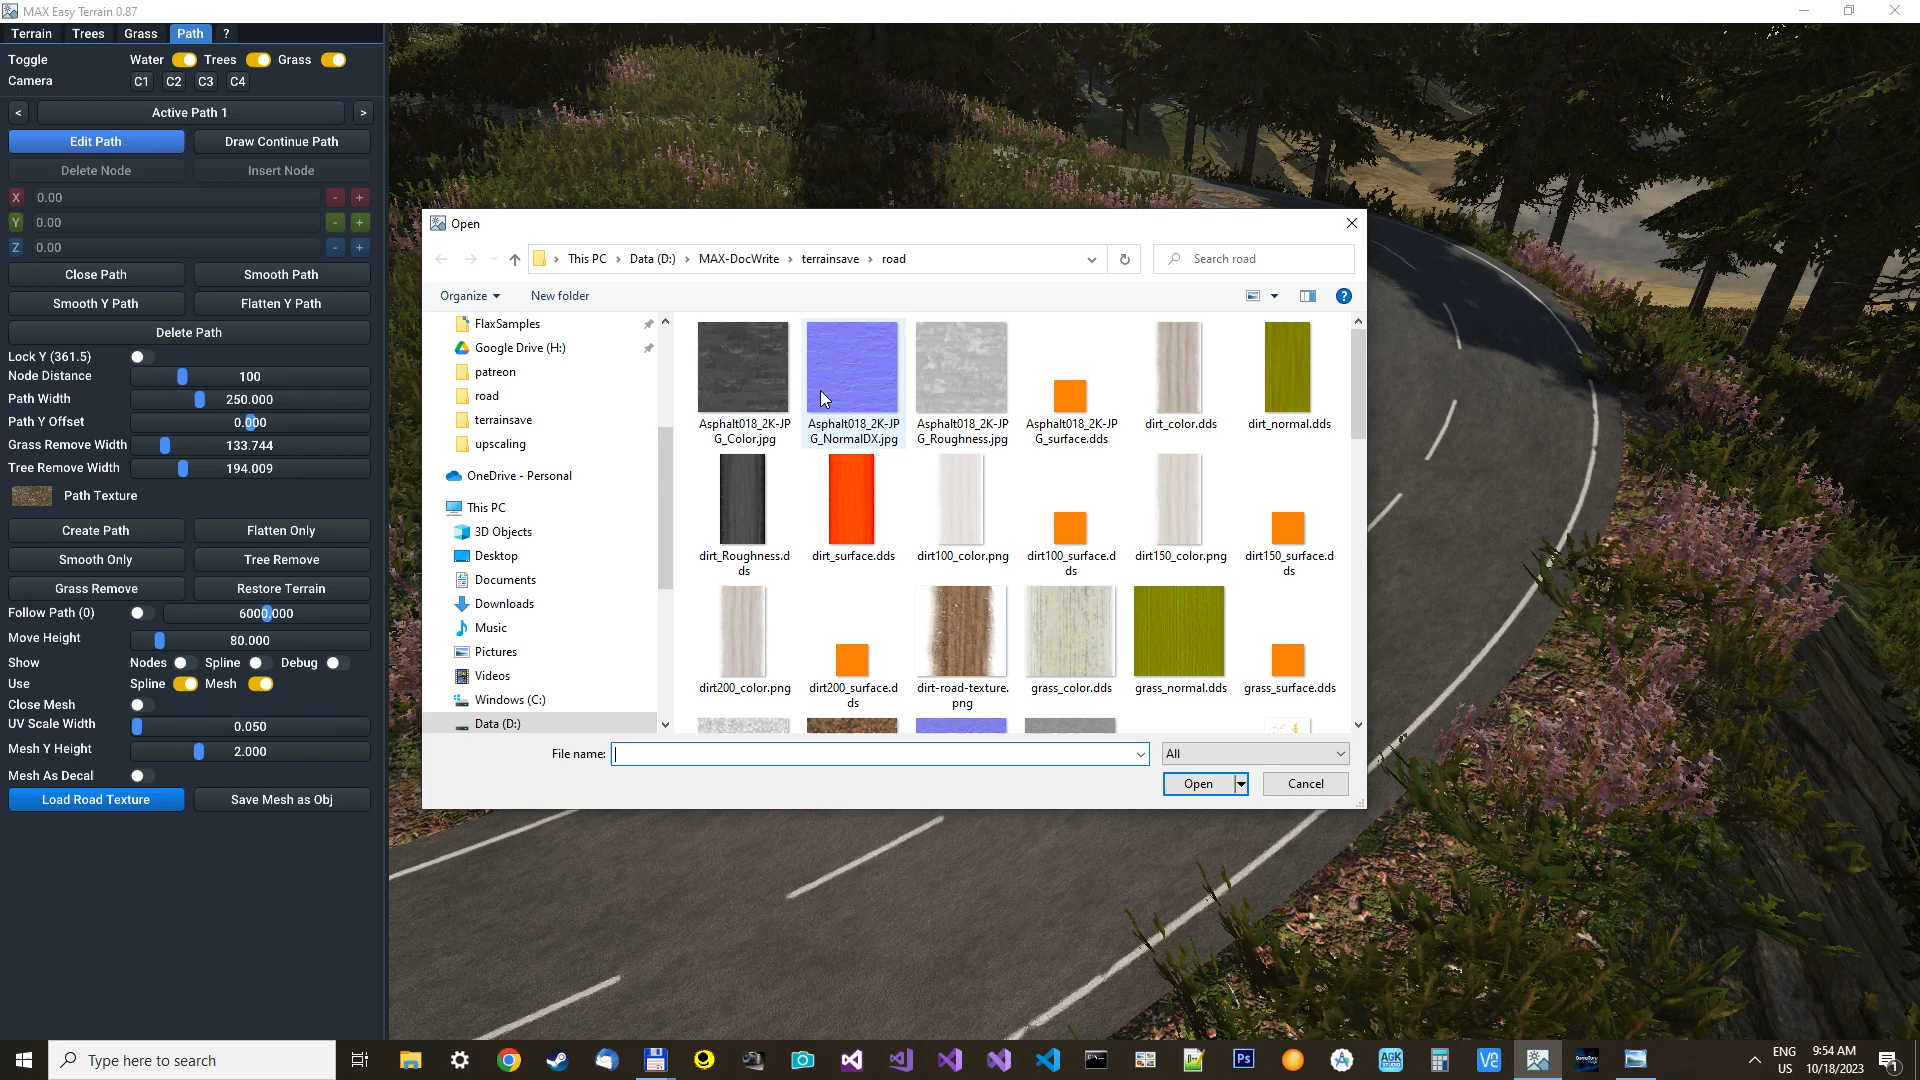 MAX Easy Terrain 0.87
Terrain Trees Grass Path ?
Toggle Water Trees Grass
Camera C1 C2 C3 C4
< Active Path 1 >
Edit Path Draw Continue Path
Delete Node Insert Node
X 0.00 - +
Y 0.00 - +
Z 0.00 - +
Close Path Smooth Path
Smooth Y Path Flatten Y Path
Delete Path
Lock Y (361.5)
Node Distance 100
Path Width 250.000
Path Y Offset 0.000
Grass Remove Width 133.744
Tree Remove Width 194.009
Path Texture
Create Path Flatten Only
Smooth Only Tree Remove
Grass Remove Restore Terrain
Follow Path (0) 6000.000
Move Height 80.000
Show Nodes Spline Debug
Use Spline Mesh
Close Mesh
UV Scale Width 0.050
Mesh Y Height 2.000
Mesh As Decal
Load Road Texture Save Mesh as Obj
Open
This PC > Data (D:) > MAX-DocWrite > terrainsave > road
Search road
Organize New folder
FlaxSamples
Google Drive (H:)
patreon
road
terrainsave
upscaling
OneDrive - Personal
This PC
3D Objects
Desktop
Documents
Downloads
Music
Pictures
Videos
Windows (C:)
Data (D:)
Asphalt018_2K-JP
G_Color.jpg
Asphalt018_2K-JP
G_NormalDX.jpg
Asphalt018_2K-JP
G_Roughness.jpg
Asphalt018_2K-JP
G_surface.dds
dirt_color.dds
dirt_normal.dds
dirt_Roughness.d
ds
dirt_surface.dds
dirt100_color.png
dirt100_surface.d
ds
dirt150_color.png
dirt150_surface.d
ds
dirt200_color.png
dirt200_surface.d
ds
dirt-road-texture.
png
grass_color.dds
grass_normal.dds
grass_surface.dds
File name:
All
Open
Cancel
Type here to search
Ps
AGK
ENG
US
9:54 AM
10/18/2023
1